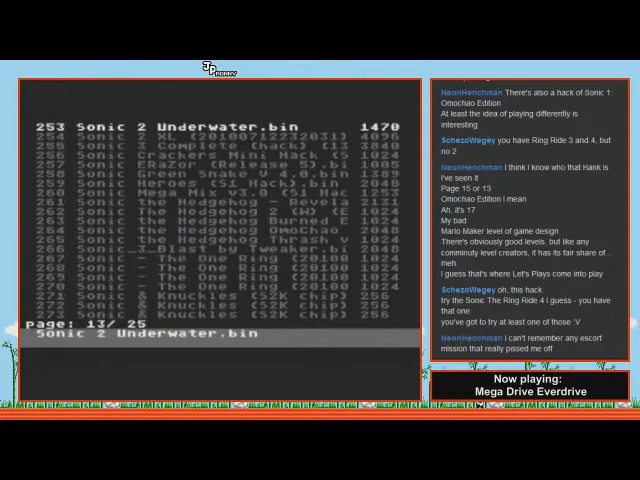 JP
RONNY
253 Sonic 2 Underwater.bin 1470
254 Sonic 2 XL (20100712232031) 4096
255 Sonic 3 Complete (hack) (13 3840
256 Sonic Cracker's Mini Hack (S 1024
257 Sonic ERaZor (Release 5).bi 1005
258 Sonic Green Snake V 4.0.bin 1389
259 Sonic Heroes (S1 Hack).bin 2048
260 Sonic Mega Mix v3.0 (S1 Hac 1253
261 Sonic the Hedgehog - Revela 1024
262 Sonic The Hedgehog 2 (W) (E 1024
263 Sonic the Hedgehog Burned E 1024
264 Sonic the Hedgehog OmoChao 2048
265 Sonic the Hedgehog Thrash v 1024
266 Sonic_3_Blast by Tweaker.bi 2048
267 Sonic - The One Ring (20100 1024
268 Sonic - The One Ring (20100 1024
269 Sonic - The One Ring (20100 1024
270 Sonic - The One Ring (20100 1024
271 Sonic & Knuckles (S2K chip) 256
272 Sonic & Knuckles (S2K chip) 256
273 Sonic & Knuckles (S2K chip) 256
Page: 13/ 25
Sonic 2 Underwater.bin
NeonHenchman There's also a hack of Sonic 1:
Omochao Edition
At least the idea of playing differently is
interesting
SchezoWegey you have Ring Ride 3 and 4, but
no 2
NeonHenchman I think I know who that Hank is
I've seen it
Page 15 or 13
Omochao Edition I mean
Ah, it's 17
My bad
Mario Maker level of game design
There's obviously good levels, but like any
comminuty level creators, it has its fair share of...
meh.
I guess that's where Let's Plays come into play
SchezoWegey oh, this hack
try the Sonic The Ring Ride 4 I guess - you have
that one
you've got to try at least one of those :V
NeonHenchman I can't remember any escort
mission that really pissed me off
Now playing:
Mega Drive Everdrive